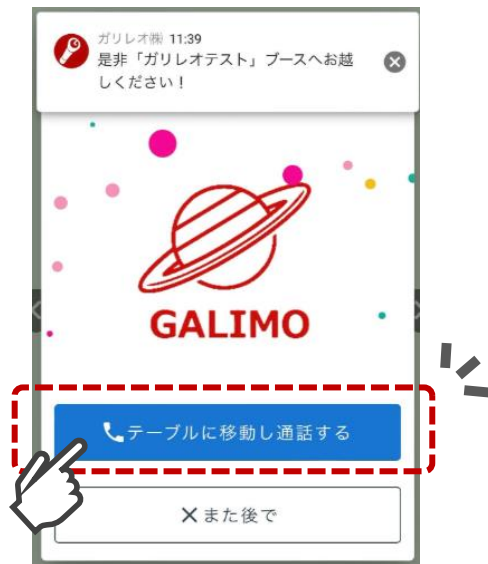 ガリレオ㈱ 11:39
是非「ガリレオテスト」ブースへお越
しください！
GALIMO
テーブルに移動し通話する
また後で